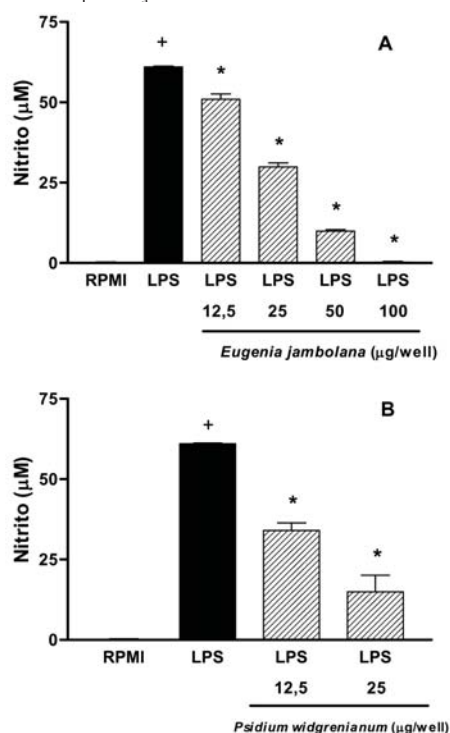 75
A
+
*
50
*
Nitrito (μM)
25
*
*
0
RPMI LPS LPS LPS LPS LPS
12,5 25 50 100
Eugenia jambolana (μg/well)
75
B
+
50
*
Nitrito (μM)
*
25
0
RPMI LPS LPS LPS
12,5 25
Psidium widgrenianum (μg/well)